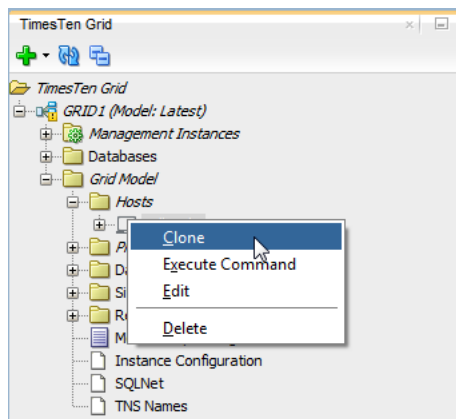 TimesTen Grid
TimesTen Grid
GRID1 (Model: Latest)
Management Instances
Databases
Grid Model
Hosts
Clone
Execute Command
Edit
Delete
Instance Configuration
SQLNet
TNS Names